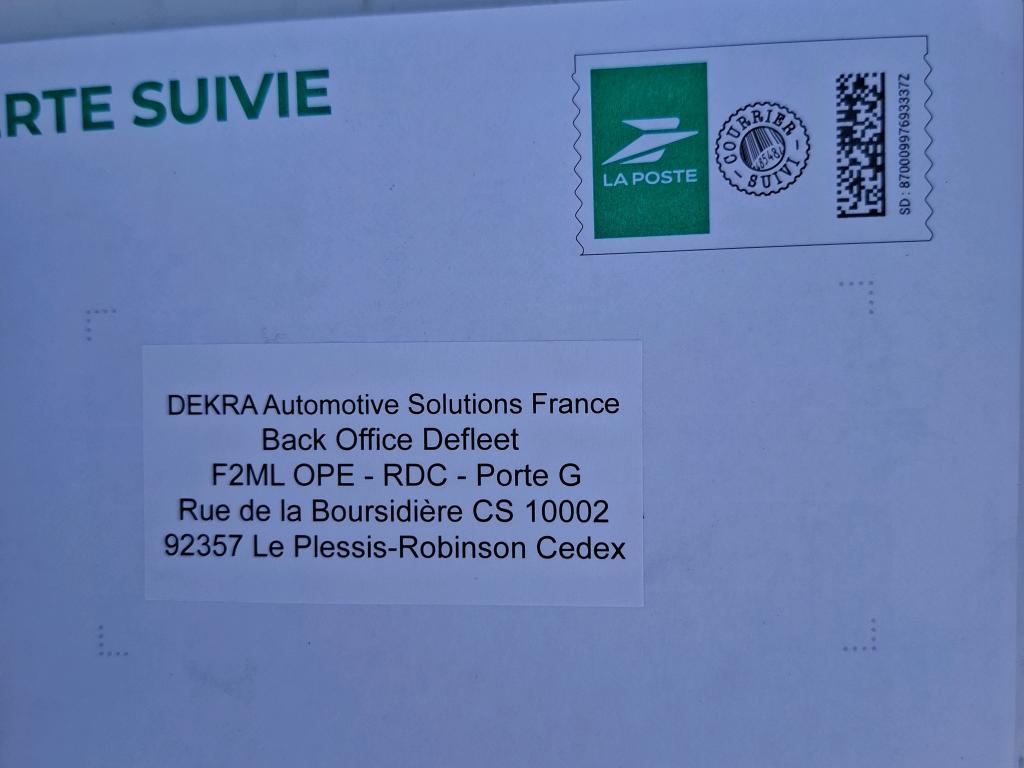 RTE SUIVIE
LA POSTE
COURRIER
SUIVI
SD : 87000997693337Z
DEKRA Automotive Solutions France
Back Office Defleet
F2ML OPE - RDC - Porte G
Rue de la Boursidière CS 10002
92357 Le Plessis-Robinson Cedex